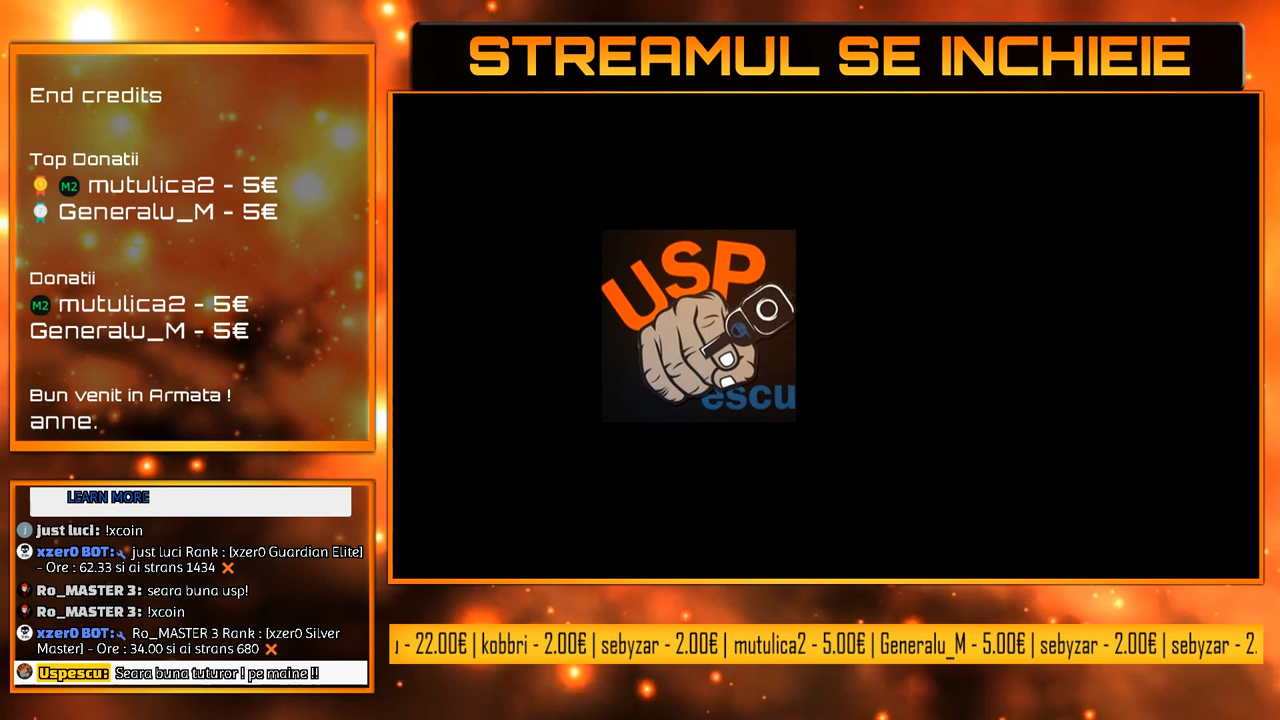 STREAMUL SE INCHIEIE
End credits
Top Donatii
M2 mutulica2 - 5€
Generalu_M - 5€
Donatii
M2 mutulica2 - 5€
Generalu_M - 5€
Bun venit in Armata !
anne.
USP
escu
LEARN MORE
just luci: !xcoin
xzer0 BOT: just luci Rank : [xzer0 Guardian Elite]
- Ore : 62.33 si ai strans 1434
Ro_MASTER 3: seara buna usp!
Ro_MASTER 3: !xcoin
xzer0 BOT: Ro_MASTER 3 Rank : [xzer0 Silver
Master] - Ore : 34.00 si ai strans 680
Uspescu: Seara buna tuturor ! pe maine !!
- 22.00€ | kobbri - 2.00€ | sebyzar - 2.00€ | mutulica2 - 5.00€ | Generalu_M - 5.00€ | sebyzar - 2.00€ | sebyzar - 2.